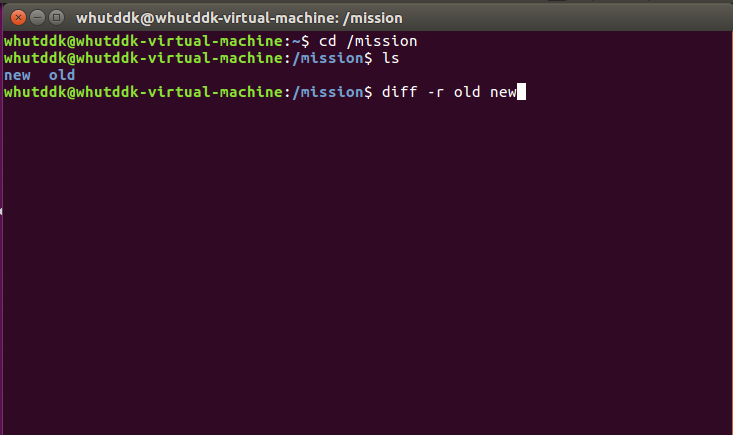 whutddk@whutddk-virtual-machine: /mission
whutddk@whutddk-virtual-machine:~$ cd /mission
whutddk@whutddk-virtual-machine:/mission$ ls
new  old
whutddk@whutddk-virtual-machine:/mission$ diff -r old new